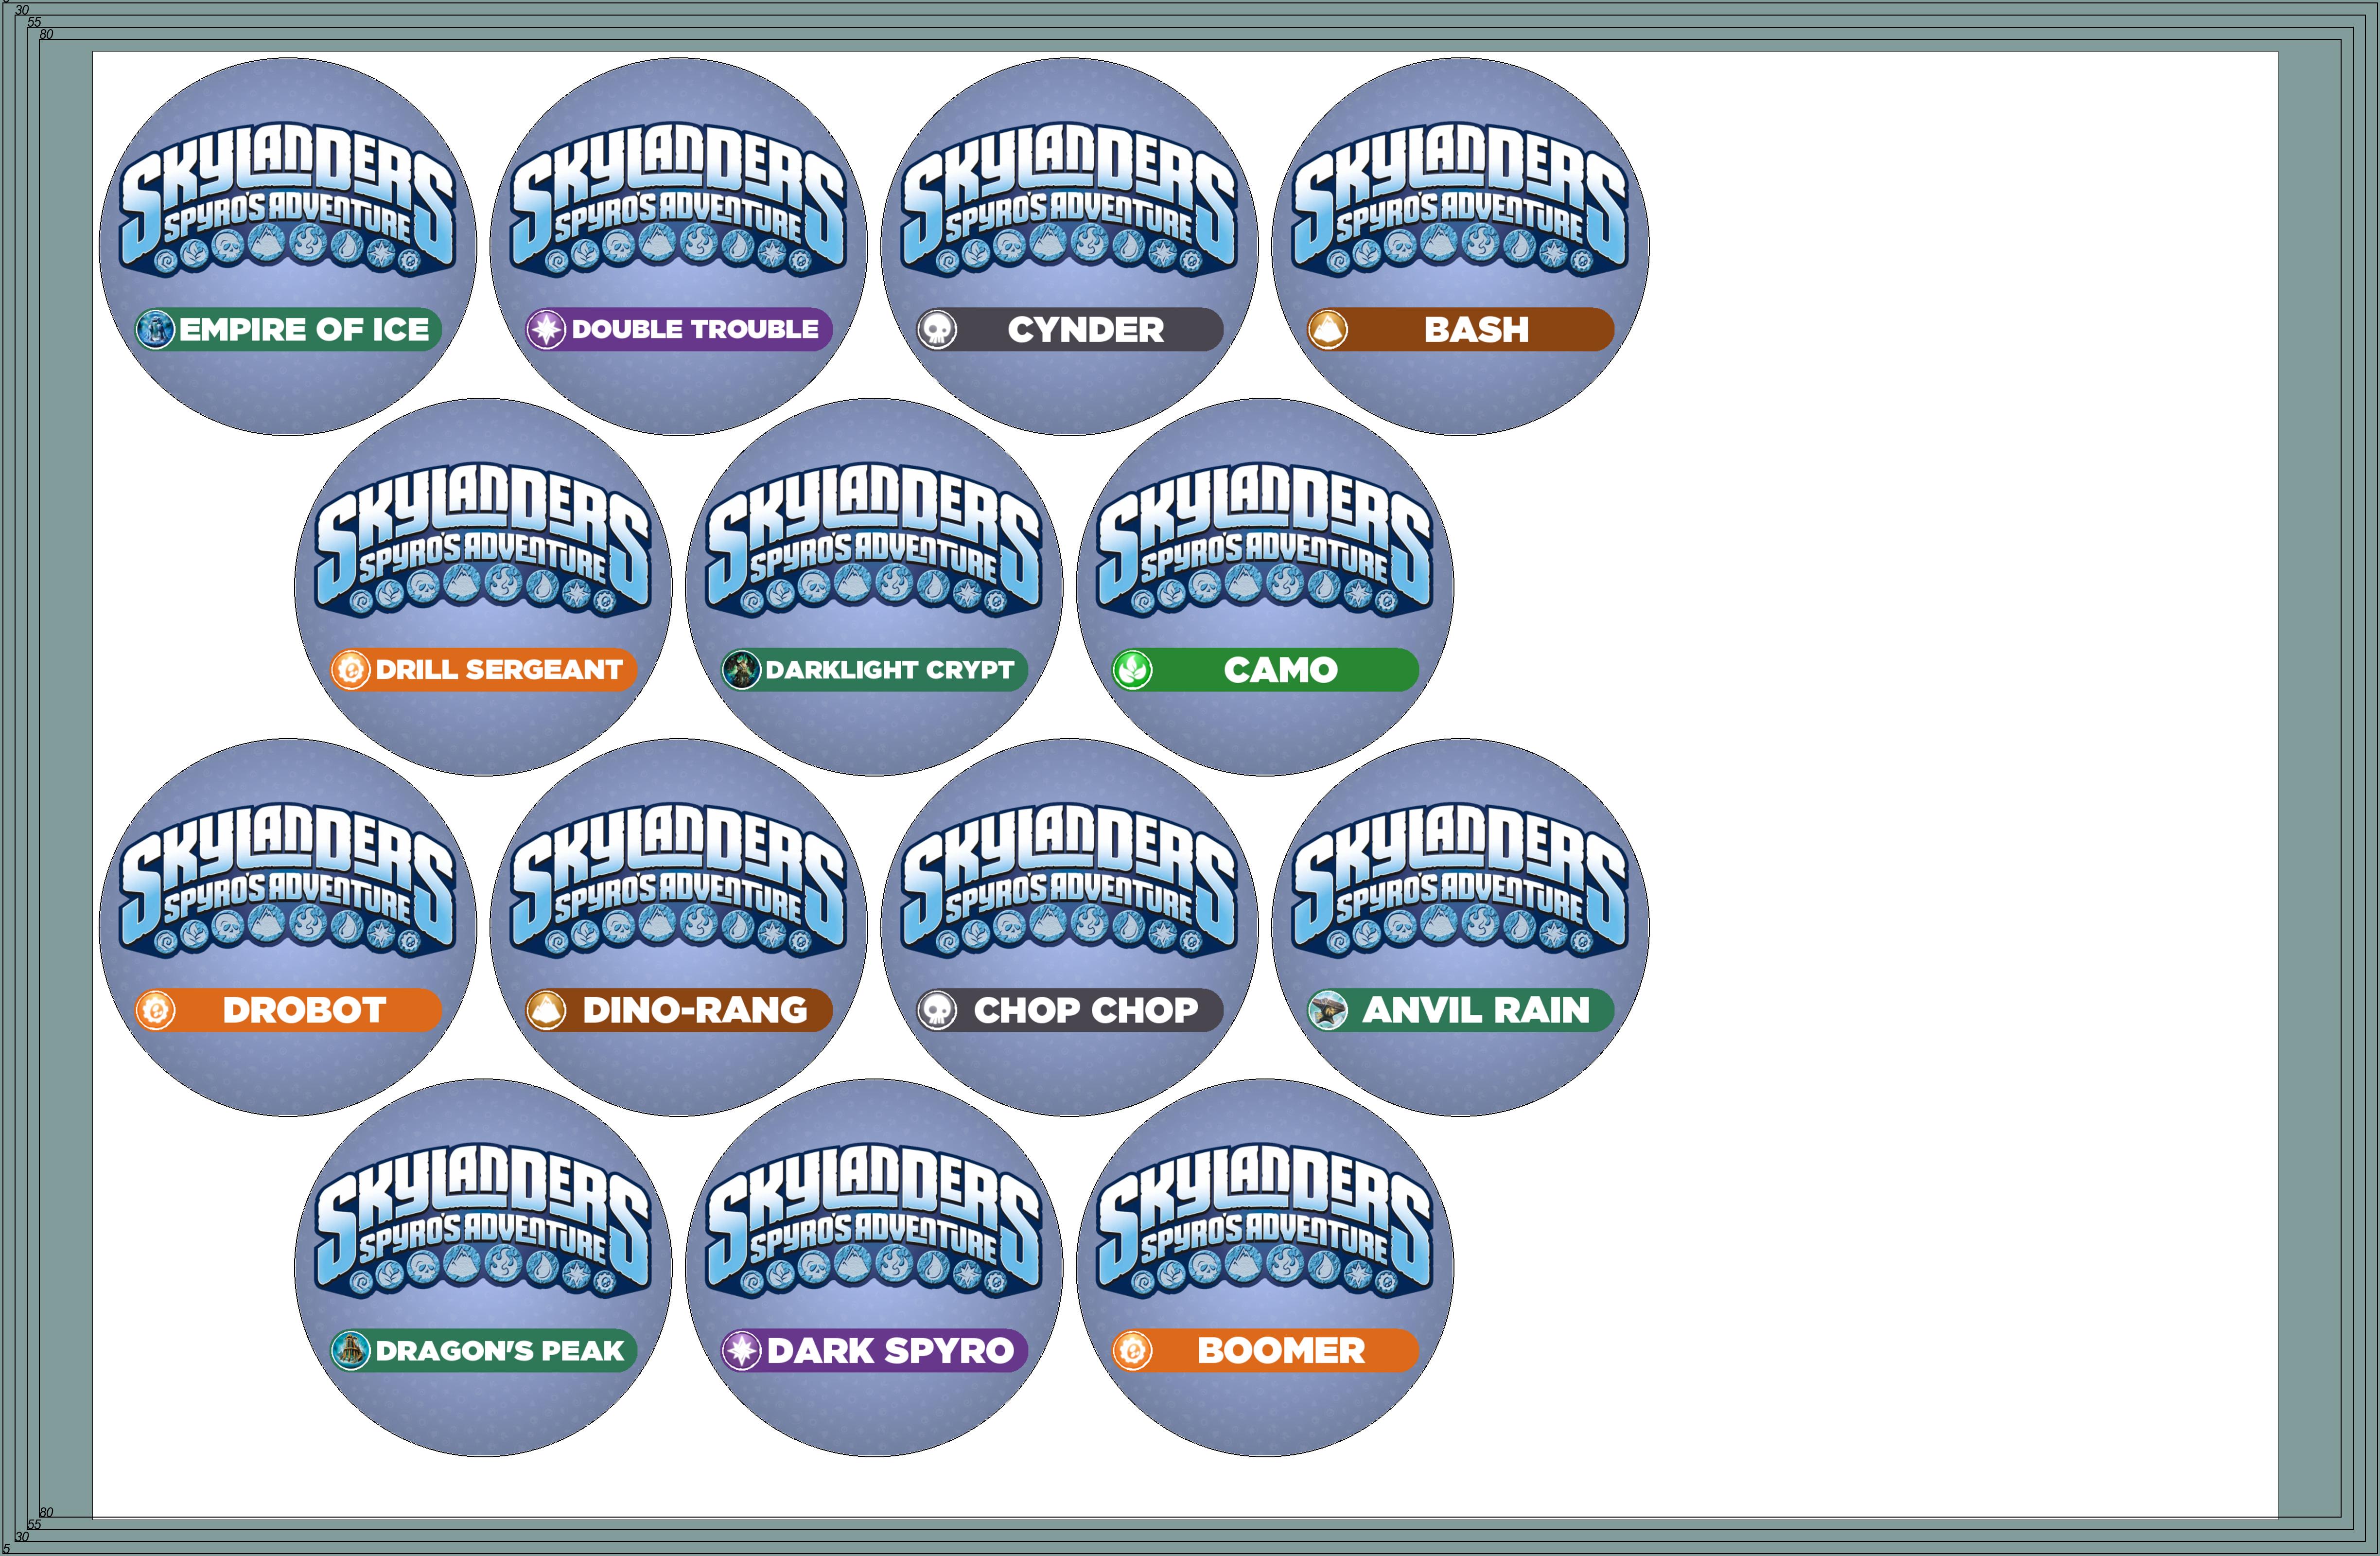 5
30
55
80
SKYLANDERS SKYLANDERS SKYLANDERS SKYLANDERS
SPYRO'S ADVENTURE SPYRO'S ADVENTURE SPYRO'S ADVENTURE SPYRO'S ADVENTURE
EMPIRE OF ICE DOUBLE TROUBLE CYNDER BASH
SKYLANDERS SKYLANDERS SKYLANDERS
SPYRO'S ADVENTURE SPYRO'S ADVENTURE SPYRO'S ADVENTURE
DRILL SERGEANT DARKLIGHT CRYPT CAMO
SKYLANDERS SKYLANDERS SKYLANDERS SKYLANDERS
SPYRO'S ADVENTURE SPYRO'S ADVENTURE SPYRO'S ADVENTURE SPYRO'S ADVENTURE
DROBOT DINO-RANG CHOP CHOP ANVIL RAIN
SKYLANDERS SKYLANDERS SKYLANDERS
SPYRO'S ADVENTURE SPYRO'S ADVENTURE SPYRO'S ADVENTURE
DRAGON'S PEAK DARK SPYRO BOOMER
80
55
30
5